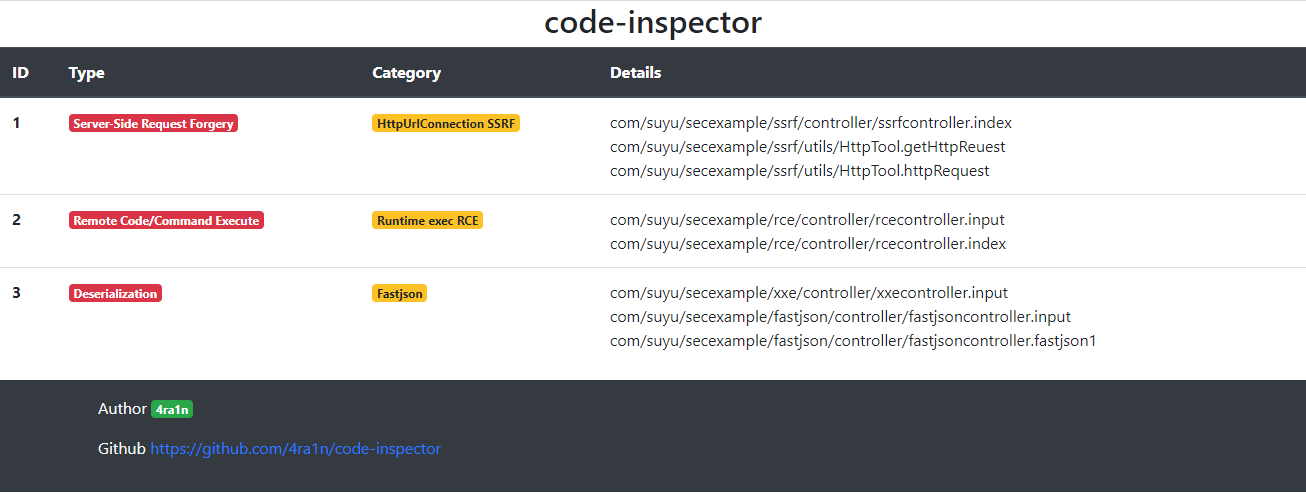 code-inspector
ID Type Category Details
1 Server-Side Request Forgery HttpUrlConnection SSRF com/suyu/secexample/ssrf/controller/ssrfcontroller.index
com/suyu/secexample/ssrf/utils/HttpTool.getHttpReuest
com/suyu/secexample/ssrf/utils/HttpTool.httpRequest
2 Remote Code/Command Execute Runtime exec RCE com/suyu/secexample/rce/controller/rcecontroller.input
com/suyu/secexample/rce/controller/rcecontroller.index
3 Deserialization Fastjson com/suyu/secexample/xxe/controller/xxecontroller.input
com/suyu/secexample/fastjson/controller/fastjsoncontroller.input
com/suyu/secexample/fastjson/controller/fastjsoncontroller.fastjson1
Author 4ra1n
Github https://github.com/4ra1n/code-inspector